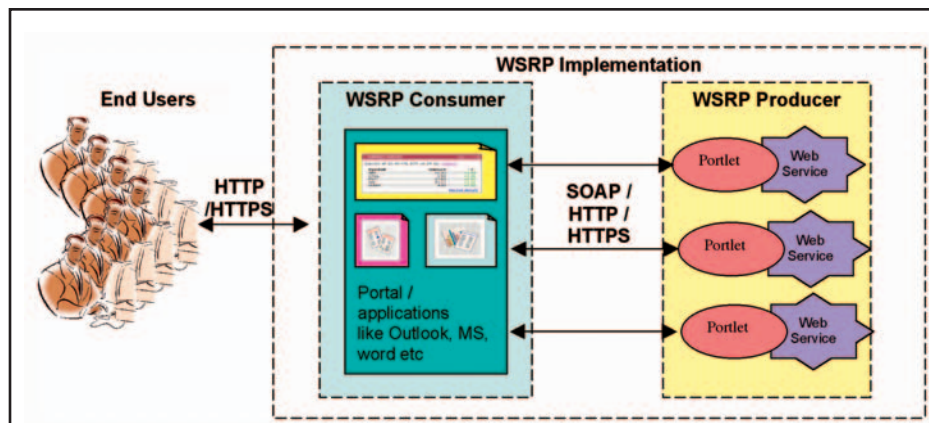 WSRP Implementation
End Users
WSRP Consumer
WSRP Producer
HTTP
/HTTPS
SOAP /
HTTP /
HTTPS
Portlet
Web
Service
Portlet
Web
Service
Portlet
Web
Service
Portal /
applications
like Outlook, MS,
word etc